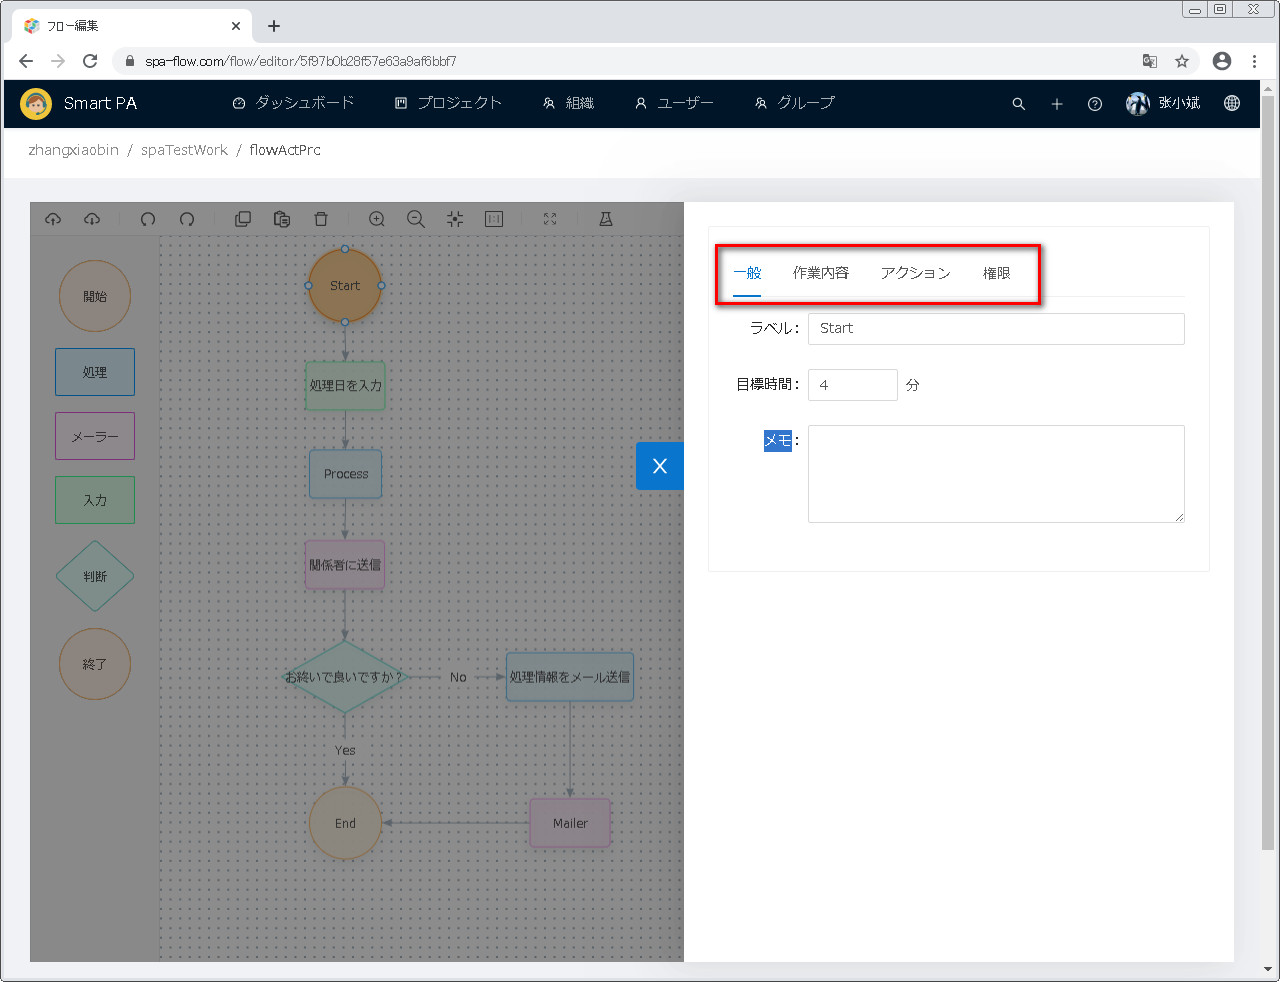 フロー編集
spa-flow.com/flow/editor/5f97b0b28f57e63a9af6bbf7
Smart PA
ダッシュボード
プロジェクト
組織
ユーザー
グループ
张小斌
zhangxiaobin / spaTestWork / flowActPrc
開始
処理
メーラー
入力
判断
終了
Start
処理日を入力
Process
関係者に送信
お終いで良いですか?
No
処理情報をメール送信
Yes
End
Mailer
X
一般
作業内容
アクション
権限
ラベル:
Start
目標時間:
4
分
メモ: